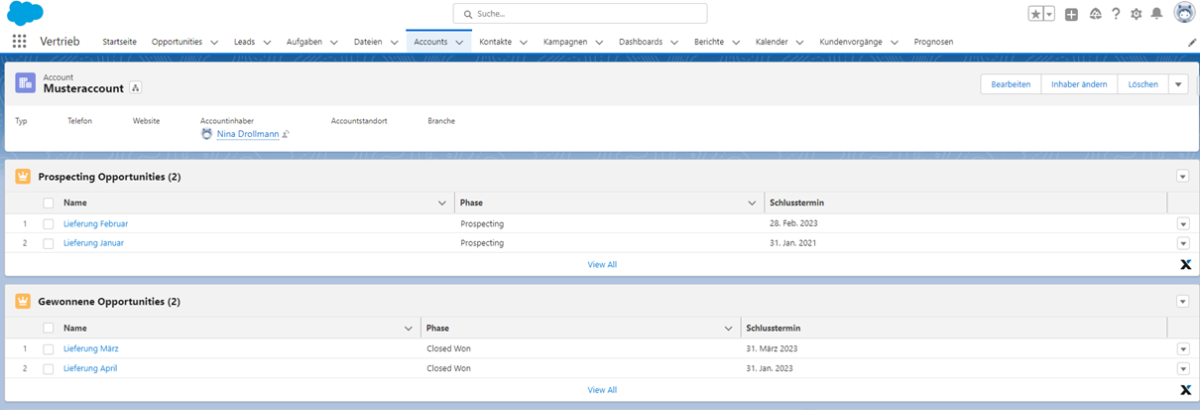 Suche...
Vertrieb Startseite Opportunities Leads Aufgaben Dateien Accounts Kontakte Kampagnen Dashboards Berichte Kalender Kundenvorgänge Prognosen
Account
Musteraccount
Bearbeiten Inhaber ändern Löschen
Typ Telefon Website Accountinhaber Accountstandort Branche
Nina Drollmann
Prospecting Opportunities (2)
Name Phase Schlusstermin
1 Lieferung Februar Prospecting 28. Feb. 2023
2 Lieferung Januar Prospecting 31. Jan. 2021
View All
Gewonnene Opportunities (2)
Name Phase Schlusstermin
1 Lieferung März Closed Won 31. März 2023
2 Lieferung April Closed Won 31. Jan. 2023
View All